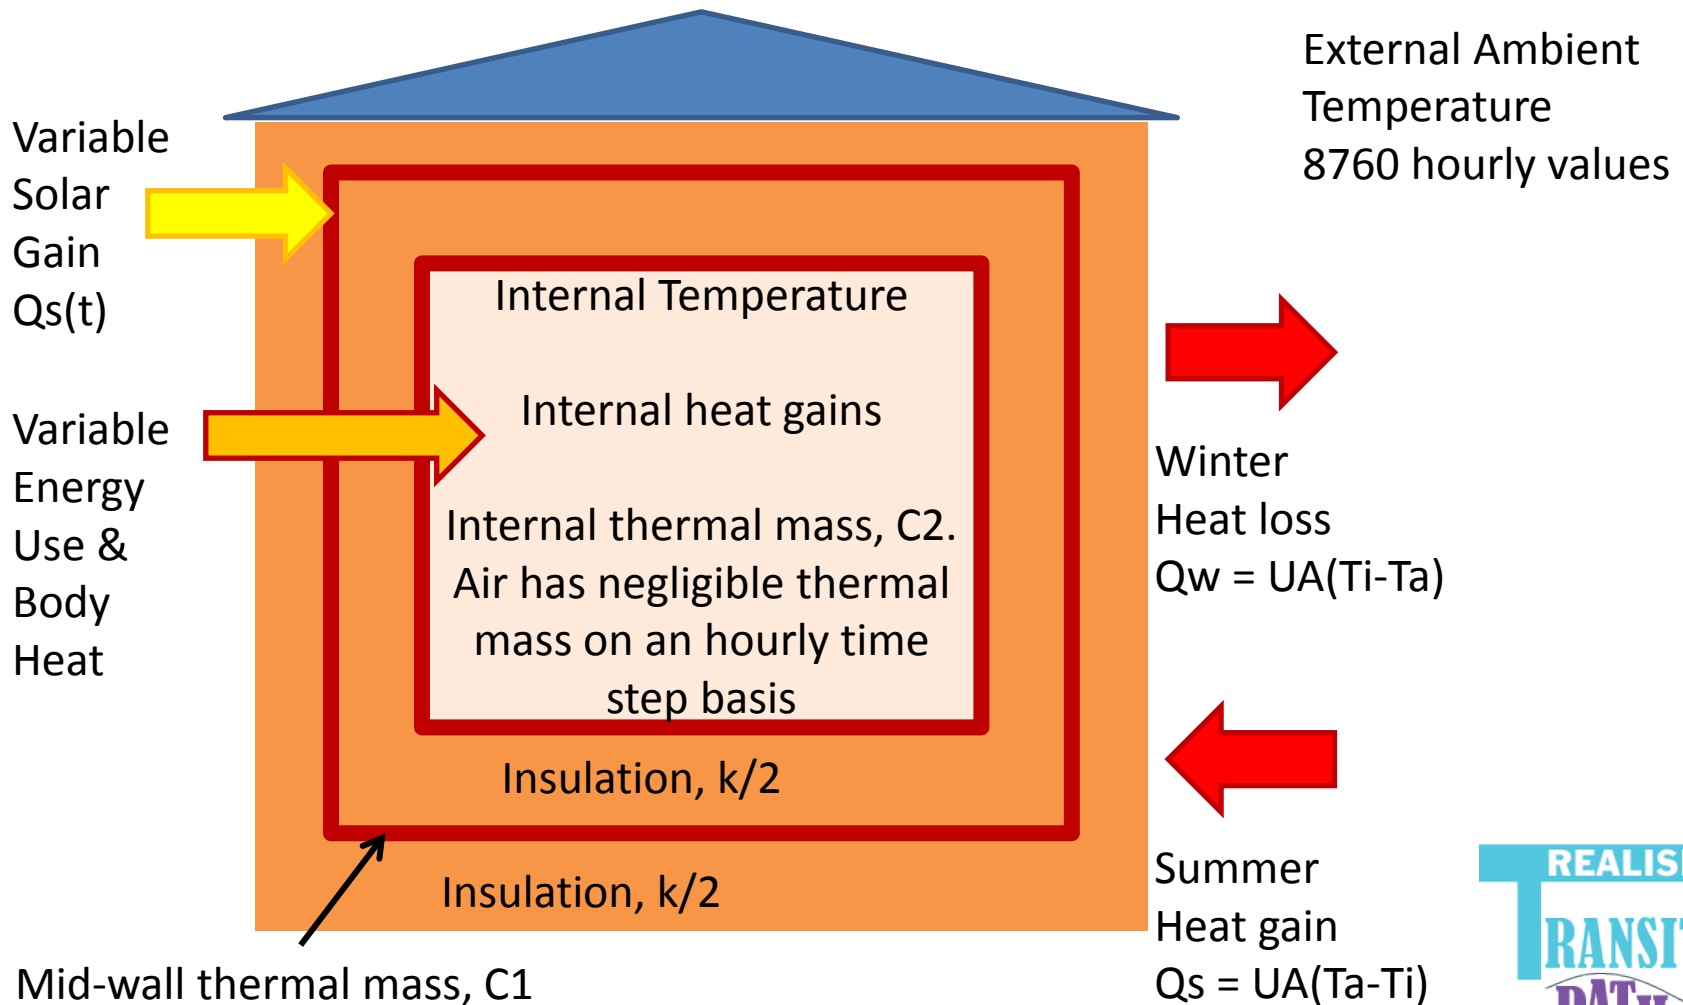 External Ambient
Temperature
8760 hourly values
Variable
Solar
Gain
Qs(t)
Internal Temperature
Internal heat gains
Variable
Energy
Use &
Body
Heat
Internal thermal mass, C2.
Air has negligible thermal
mass on an hourly time
step basis
Winter
Heat loss
Qw = UA(Ti-Ta)
Insulation, k/2
Insulation, k/2
Mid-wall thermal mass, C1
Summer
Heat gain
Qs = UA(Ta-Ti)